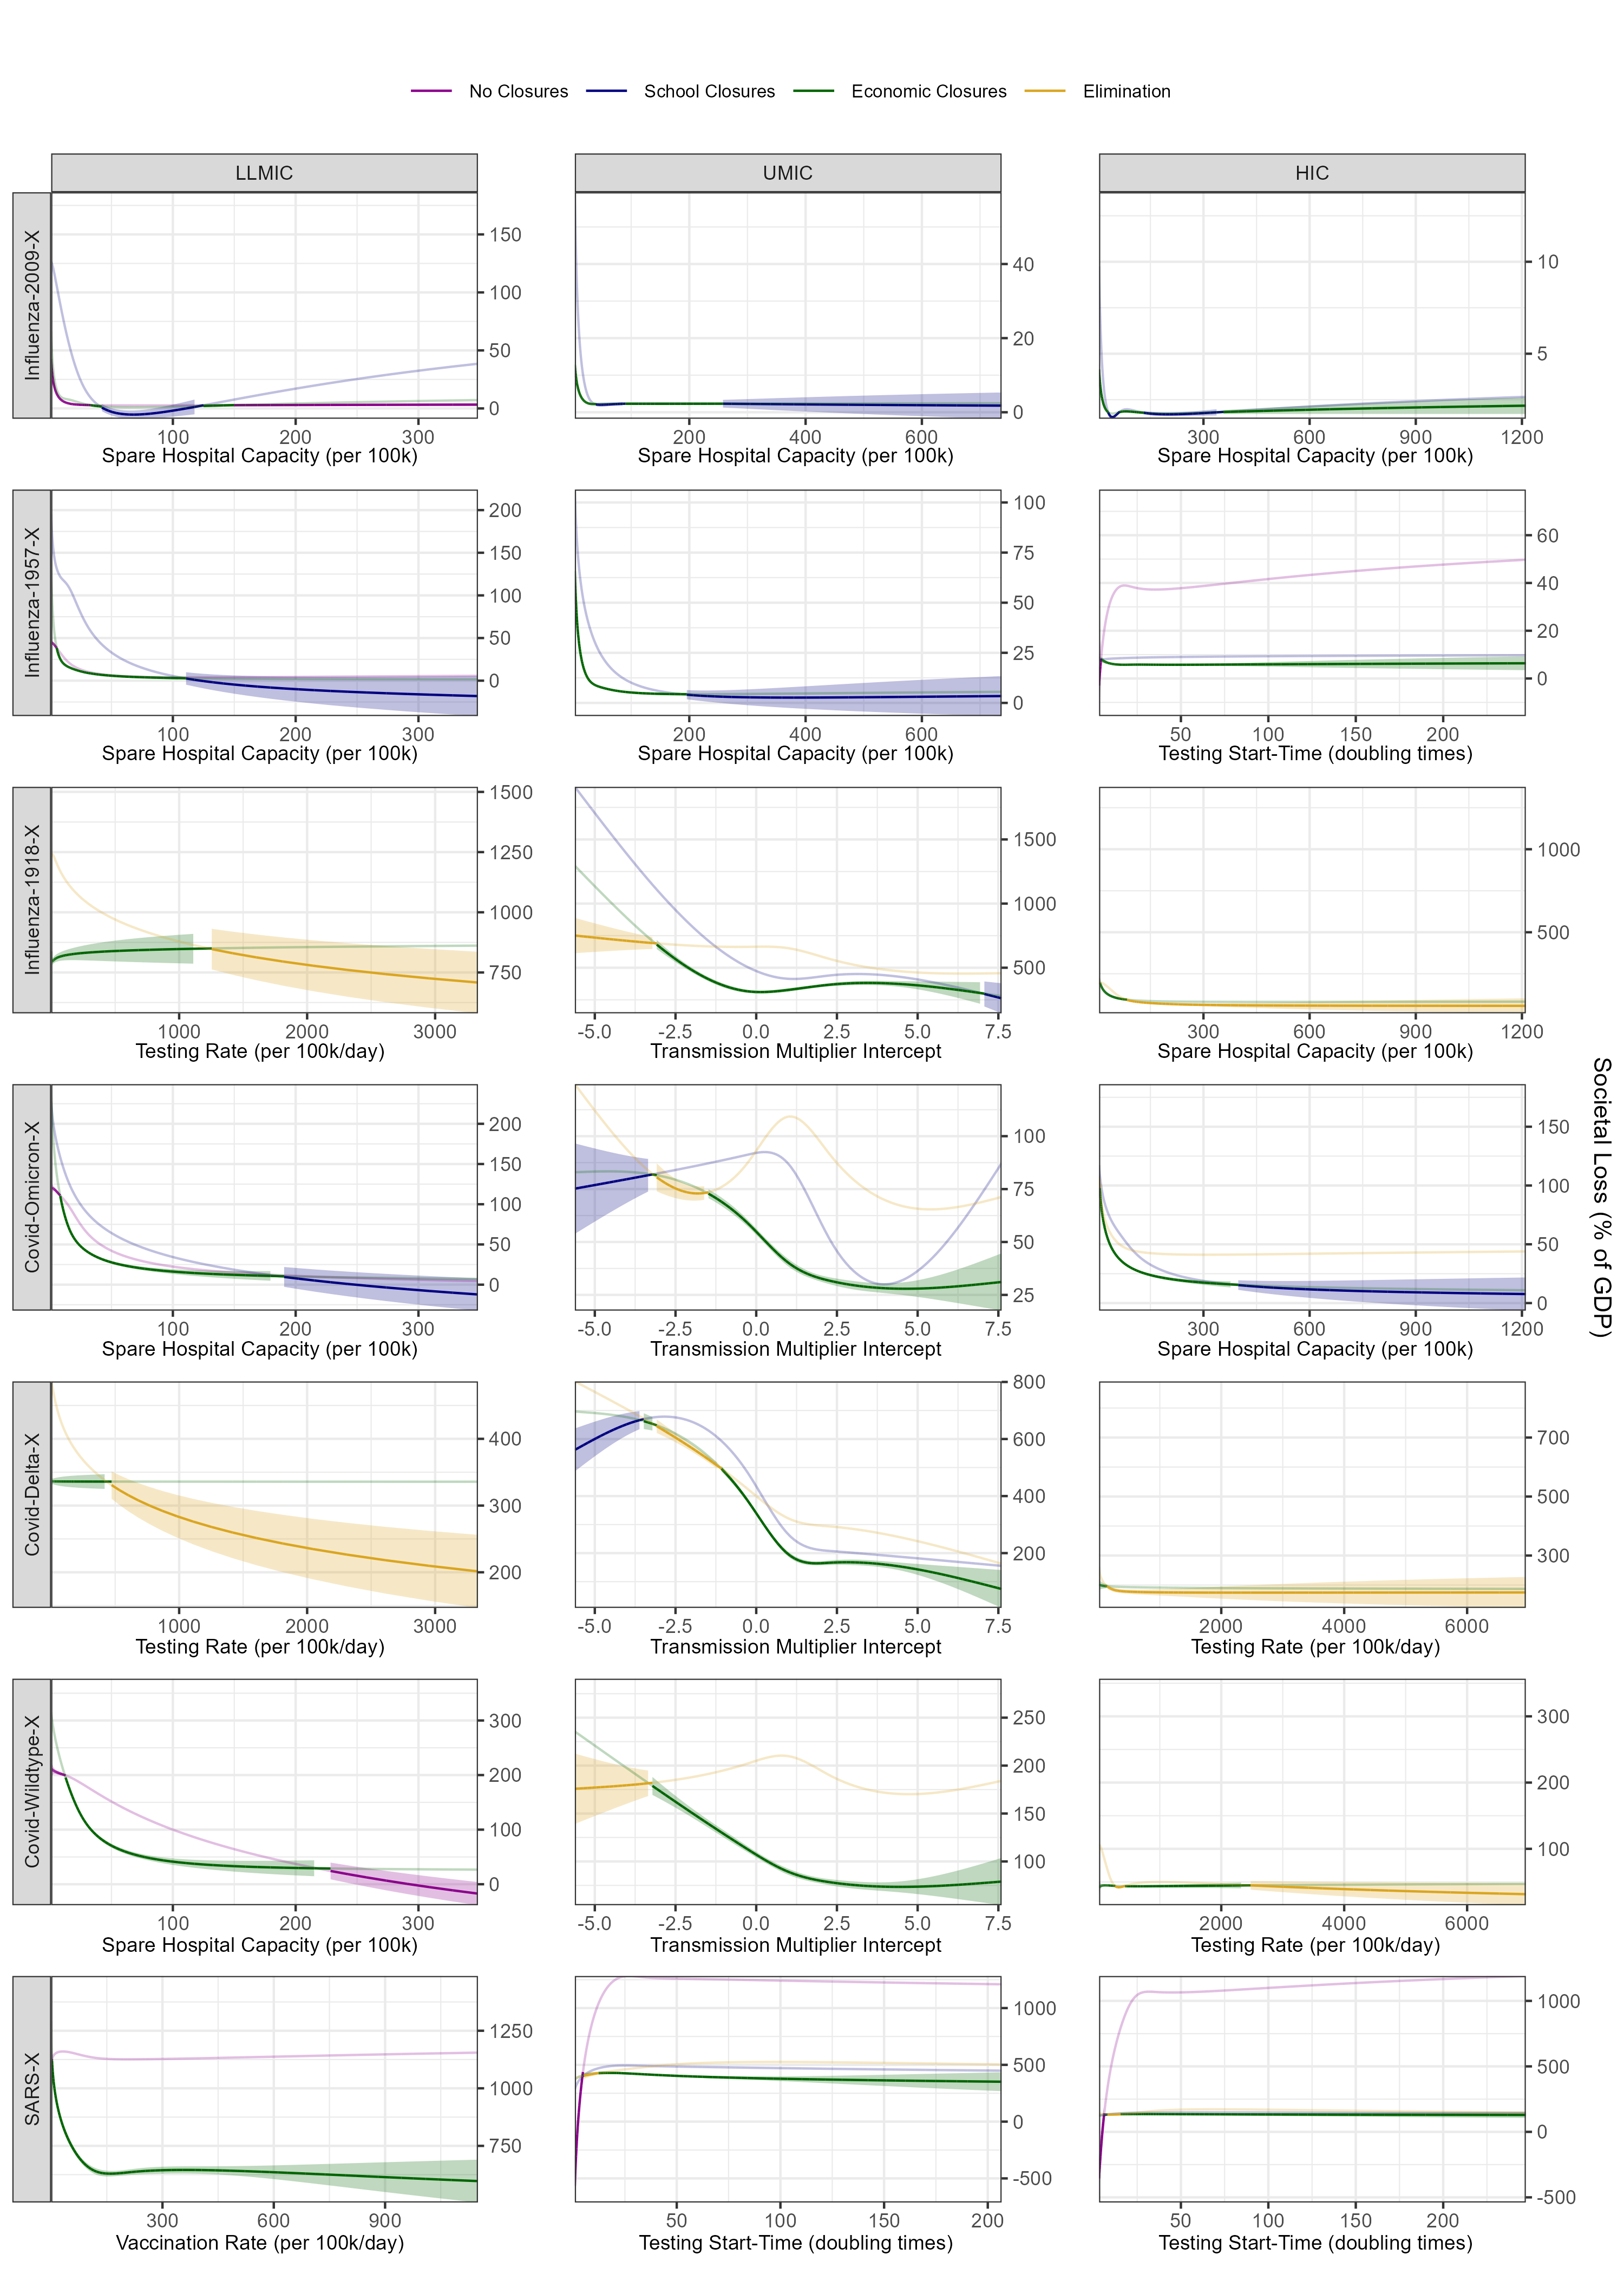 No Closures School Closures Economic Closures Elimination
LLMIC UMIC HIC
Influenza-2009-X
150
100
50
0
100 200 300
Spare Hospital Capacity (per 100k)
40
20
0
200 400 600
Spare Hospital Capacity (per 100k)
10
5
300 600 900 1200
Spare Hospital Capacity (per 100k)
Influenza-1957-X
200
150
100
50
0
100 200 300
Spare Hospital Capacity (per 100k)
100
75
50
25
0
200 400 600
Spare Hospital Capacity (per 100k)
60
40
20
0
50 100 150 200
Testing Start-Time (doubling times)
Influenza-1918-X
1500
1250
1000
750
1000 2000 3000
Testing Rate (per 100k/day)
1500
1000
500
-5.0 -2.5 0.0 2.5 5.0 7.5
Transmission Multiplier Intercept
1000
500
300 600 900 1200
Spare Hospital Capacity (per 100k)
Covid-Omicron-X
200
150
100
50
0
100 200 300
Spare Hospital Capacity (per 100k)
100
75
50
25
-5.0 -2.5 0.0 2.5 5.0 7.5
Transmission Multiplier Intercept
150
100
50
0
300 600 900 1200
Spare Hospital Capacity (per 100k)
Societal Loss (% of GDP)
Covid-Delta-X
400
300
200
1000 2000 3000
Testing Rate (per 100k/day)
800
600
400
200
-5.0 -2.5 0.0 2.5 5.0 7.5
Transmission Multiplier Intercept
700
500
300
2000 4000 6000
Testing Rate (per 100k/day)
Covid-Wildtype-X
300
200
100
0
100 200 300
Spare Hospital Capacity (per 100k)
250
200
150
100
-5.0 -2.5 0.0 2.5 5.0 7.5
Transmission Multiplier Intercept
300
200
100
2000 4000 6000
Testing Rate (per 100k/day)
SARS-X
1250
1000
750
300 600 900
Vaccination Rate (per 100k/day)
1000
500
0
-500
50 100 150 200
Testing Start-Time (doubling times)
1000
500
0
-500
50 100 150 200
Testing Start-Time (doubling times)